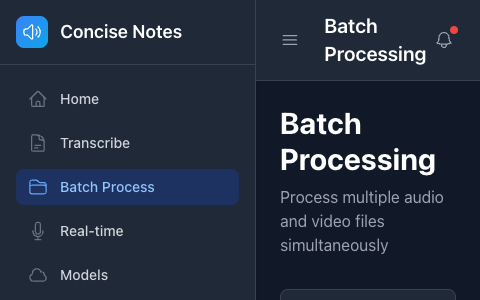 Concise Notes
Home
Transcribe
Batch Process
Real-time
Models
Batch
Processing
Batch
Processing
Process multiple audio
and video files
simultaneously